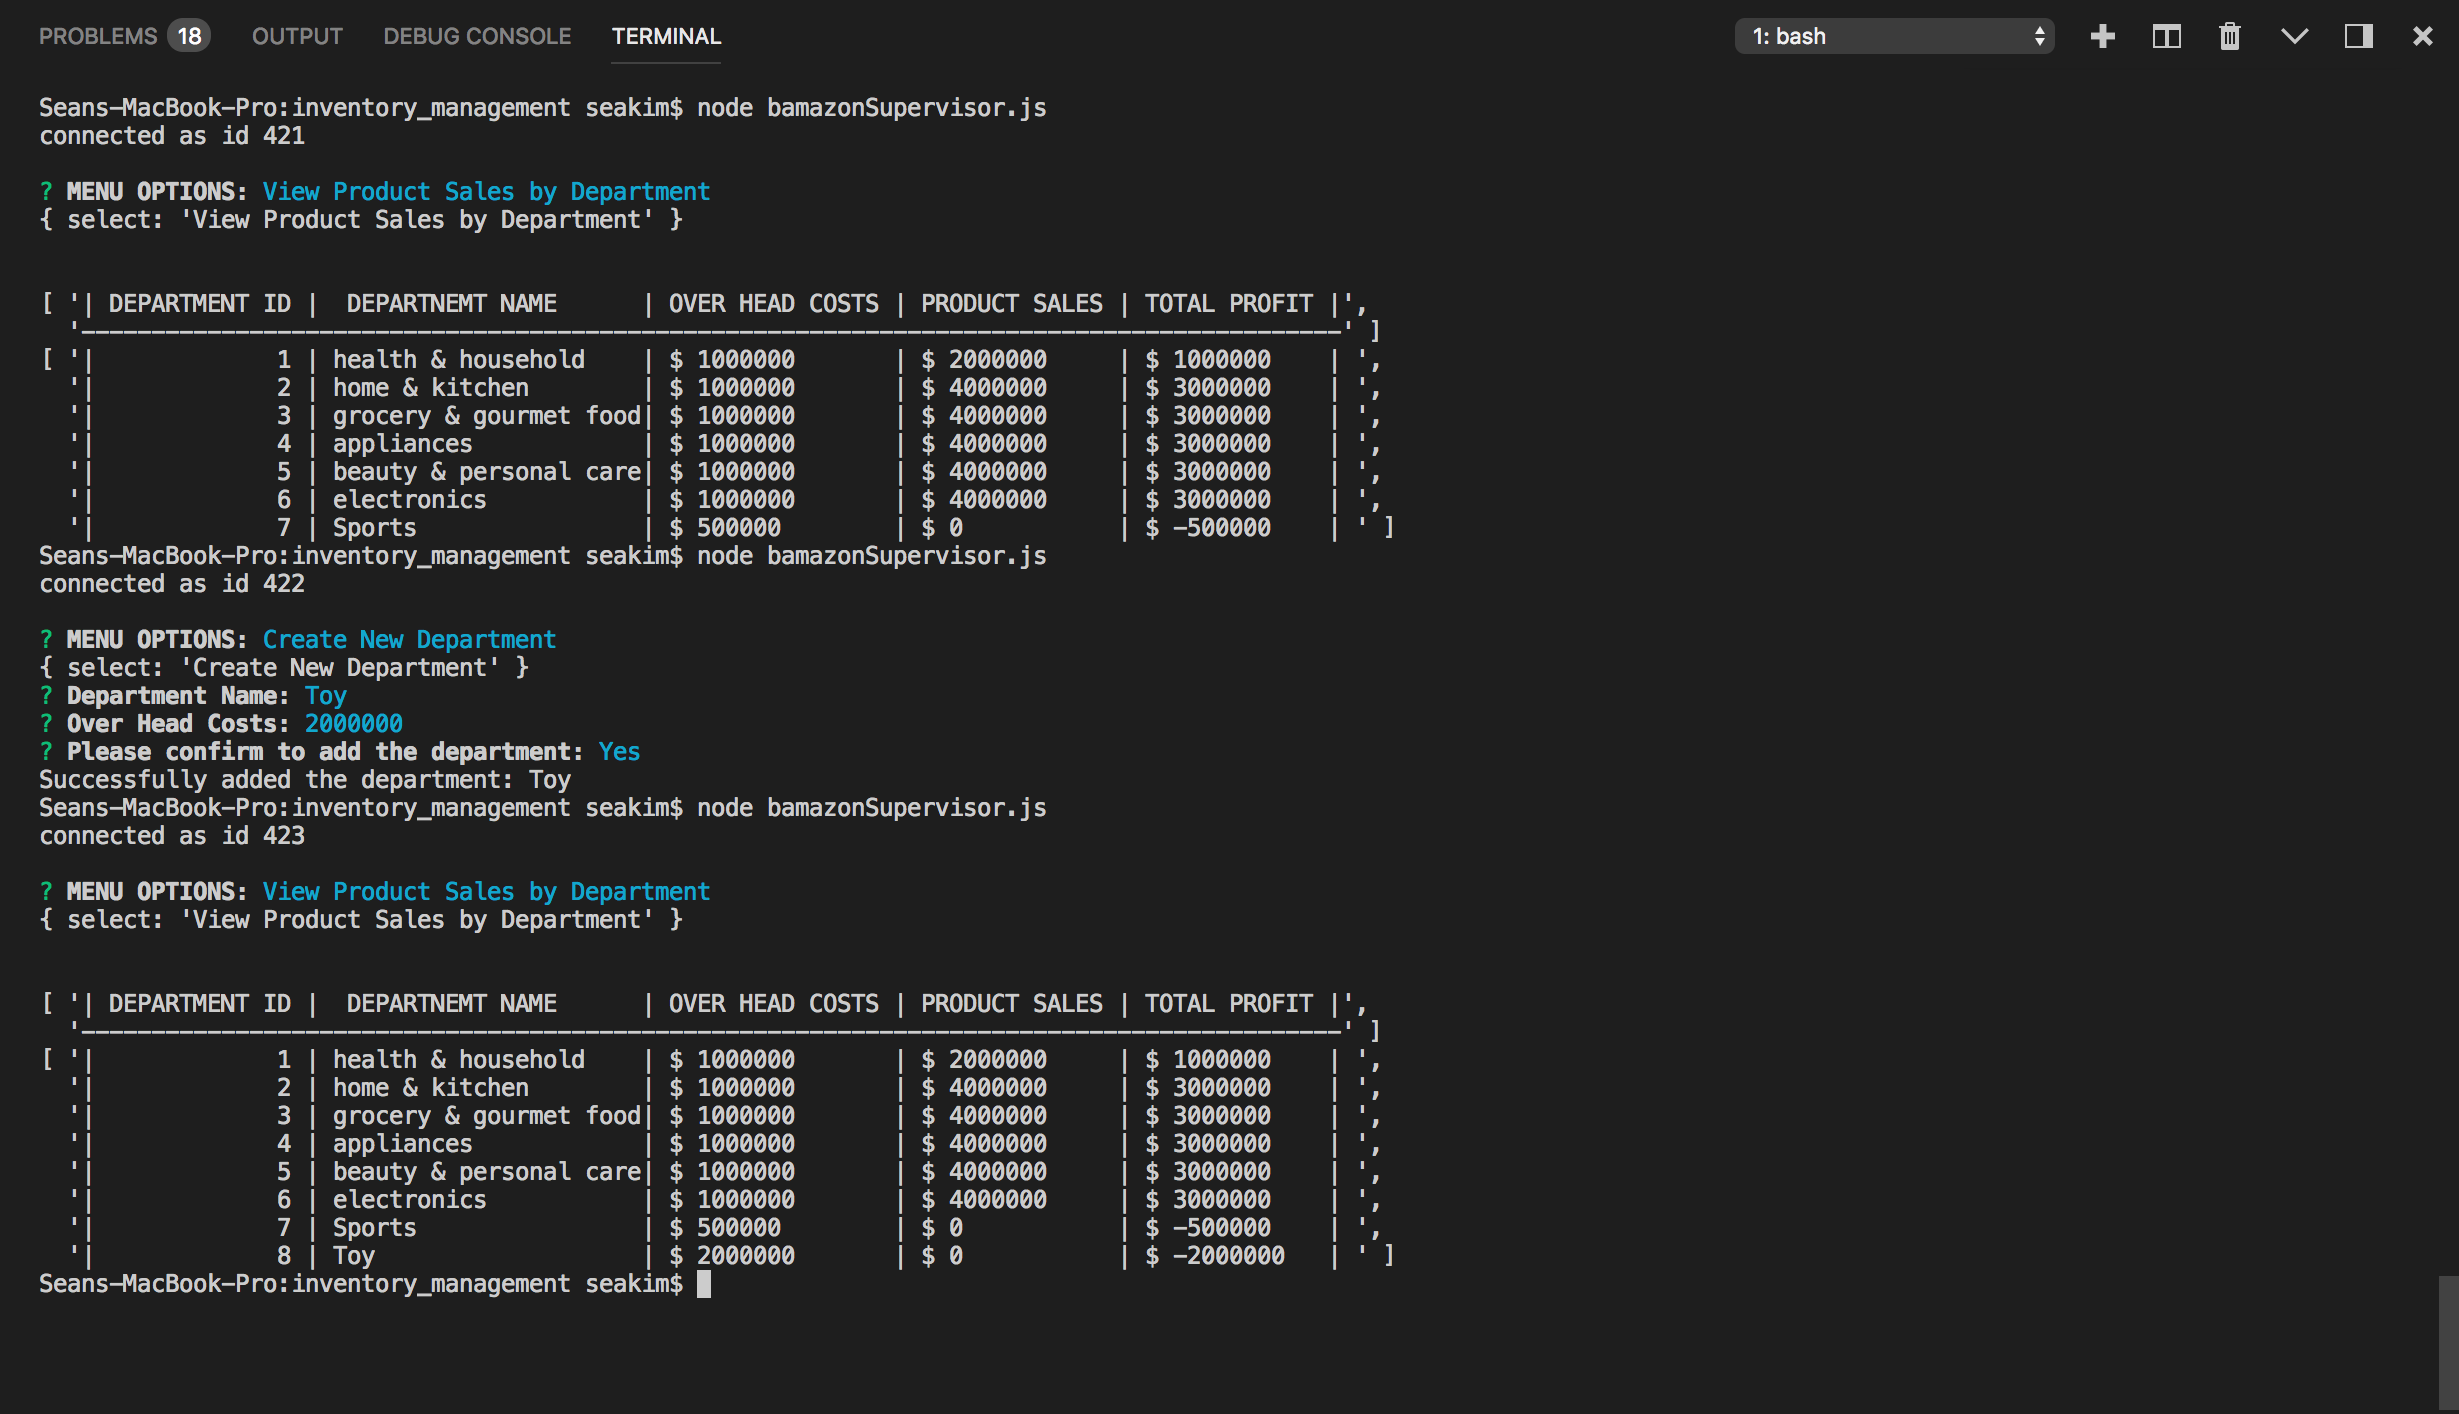 PROBLEMS 18 OUTPUT DEBUG CONSOLE TERMINAL 1: bash
Seans-MacBook-Pro:inventory_management seakim$ node bamazonSupervisor.js
connected as id 421
? MENU OPTIONS: View Product Sales by Department
{ select: 'View Product Sales by Department' }
[ '| DEPARTMENT ID |  DEPARTNEMT NAME      | OVER HEAD COSTS | PRODUCT SALES | TOTAL PROFIT |',
  '------------------------------------------------------------------------------------------' ]
[ '|             1 | health & household    | $ 1000000       | $ 2000000     | $ 1000000    | ',
  '|             2 | home & kitchen        | $ 1000000       | $ 4000000     | $ 3000000    | ',
  '|             3 | grocery & gourmet food| $ 1000000       | $ 4000000     | $ 3000000    | ',
  '|             4 | appliances            | $ 1000000       | $ 4000000     | $ 3000000    | ',
  '|             5 | beauty & personal care| $ 1000000       | $ 4000000     | $ 3000000    | ',
  '|             6 | electronics           | $ 1000000       | $ 4000000     | $ 3000000    | ',
  '|             7 | Sports                | $ 500000        | $ 0           | $ -500000    | ' ]
Seans-MacBook-Pro:inventory_management seakim$ node bamazonSupervisor.js
connected as id 422
? MENU OPTIONS: Create New Department
{ select: 'Create New Department' }
? Department Name: Toy
? Over Head Costs: 2000000
? Please confirm to add the department: Yes
Successfully added the department: Toy
Seans-MacBook-Pro:inventory_management seakim$ node bamazonSupervisor.js
connected as id 423
? MENU OPTIONS: View Product Sales by Department
{ select: 'View Product Sales by Department' }
[ '| DEPARTMENT ID |  DEPARTNEMT NAME      | OVER HEAD COSTS | PRODUCT SALES | TOTAL PROFIT |',
  '------------------------------------------------------------------------------------------' ]
[ '|             1 | health & household    | $ 1000000       | $ 2000000     | $ 1000000    | ',
  '|             2 | home & kitchen        | $ 1000000       | $ 4000000     | $ 3000000    | ',
  '|             3 | grocery & gourmet food| $ 1000000       | $ 4000000     | $ 3000000    | ',
  '|             4 | appliances            | $ 1000000       | $ 4000000     | $ 3000000    | ',
  '|             5 | beauty & personal care| $ 1000000       | $ 4000000     | $ 3000000    | ',
  '|             6 | electronics           | $ 1000000       | $ 4000000     | $ 3000000    | ',
  '|             7 | Sports                | $ 500000        | $ 0           | $ -500000    | ',
  '|             8 | Toy                   | $ 2000000       | $ 0           | $ -2000000   | ' ]
Seans-MacBook-Pro:inventory_management seakim$